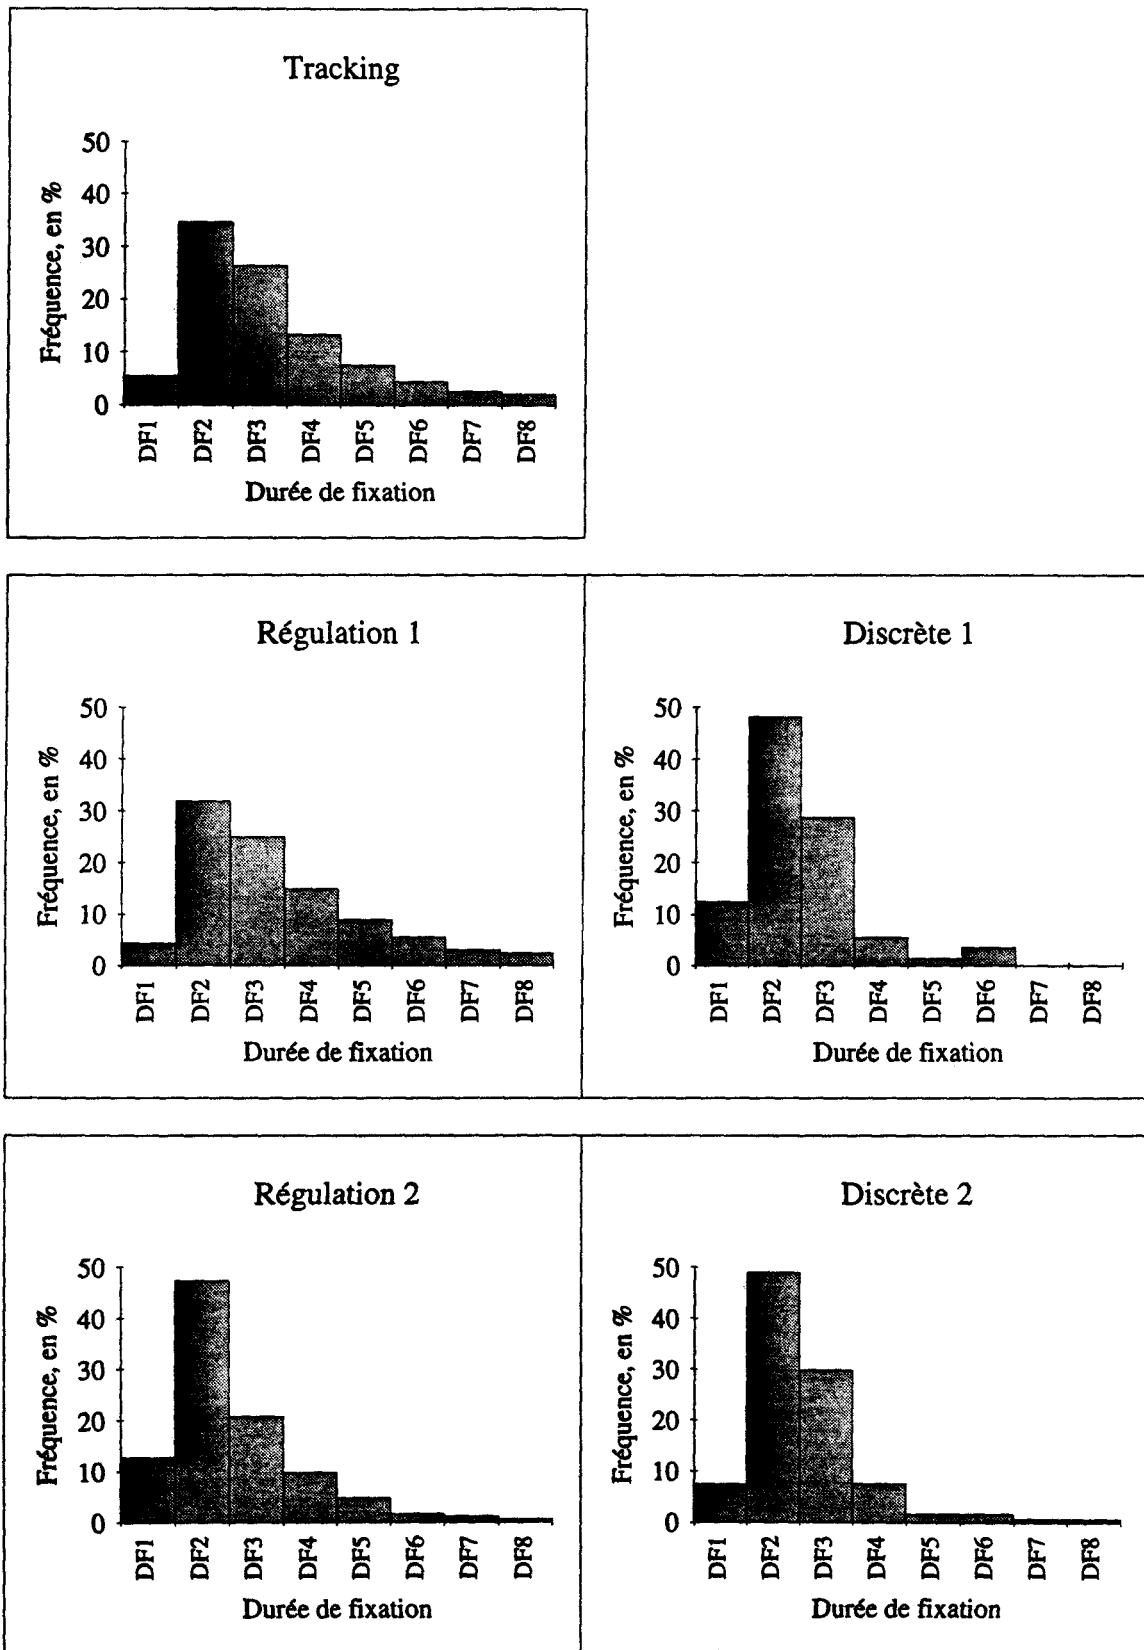 Tracking
Fréquence, en %
50
40
30
20
10
0
DF1 DF2 DF3 DF4 DF5 DF6 DF7 DF8
Durée de fixation
Régulation 1
Fréquence, en %
50
40
30
20
10
0
DF1 DF2 DF3 DF4 DF5 DF6 DF7 DF8
Durée de fixation
Discrète 1
Fréquence, en %
50
40
30
20
10
0
DF1 DF2 DF3 DF4 DF5 DF6 DF7 DF8
Durée de fixation
Régulation 2
Fréquence, en %
50
40
30
20
10
0
DF1 DF2 DF3 DF4 DF5 DF6 DF7 DF8
Durée de fixation
Discrète 2
Fréquence, en %
50
40
30
20
10
0
DF1 DF2 DF3 DF4 DF5 DF6 DF7 DF8
Durée de fixation